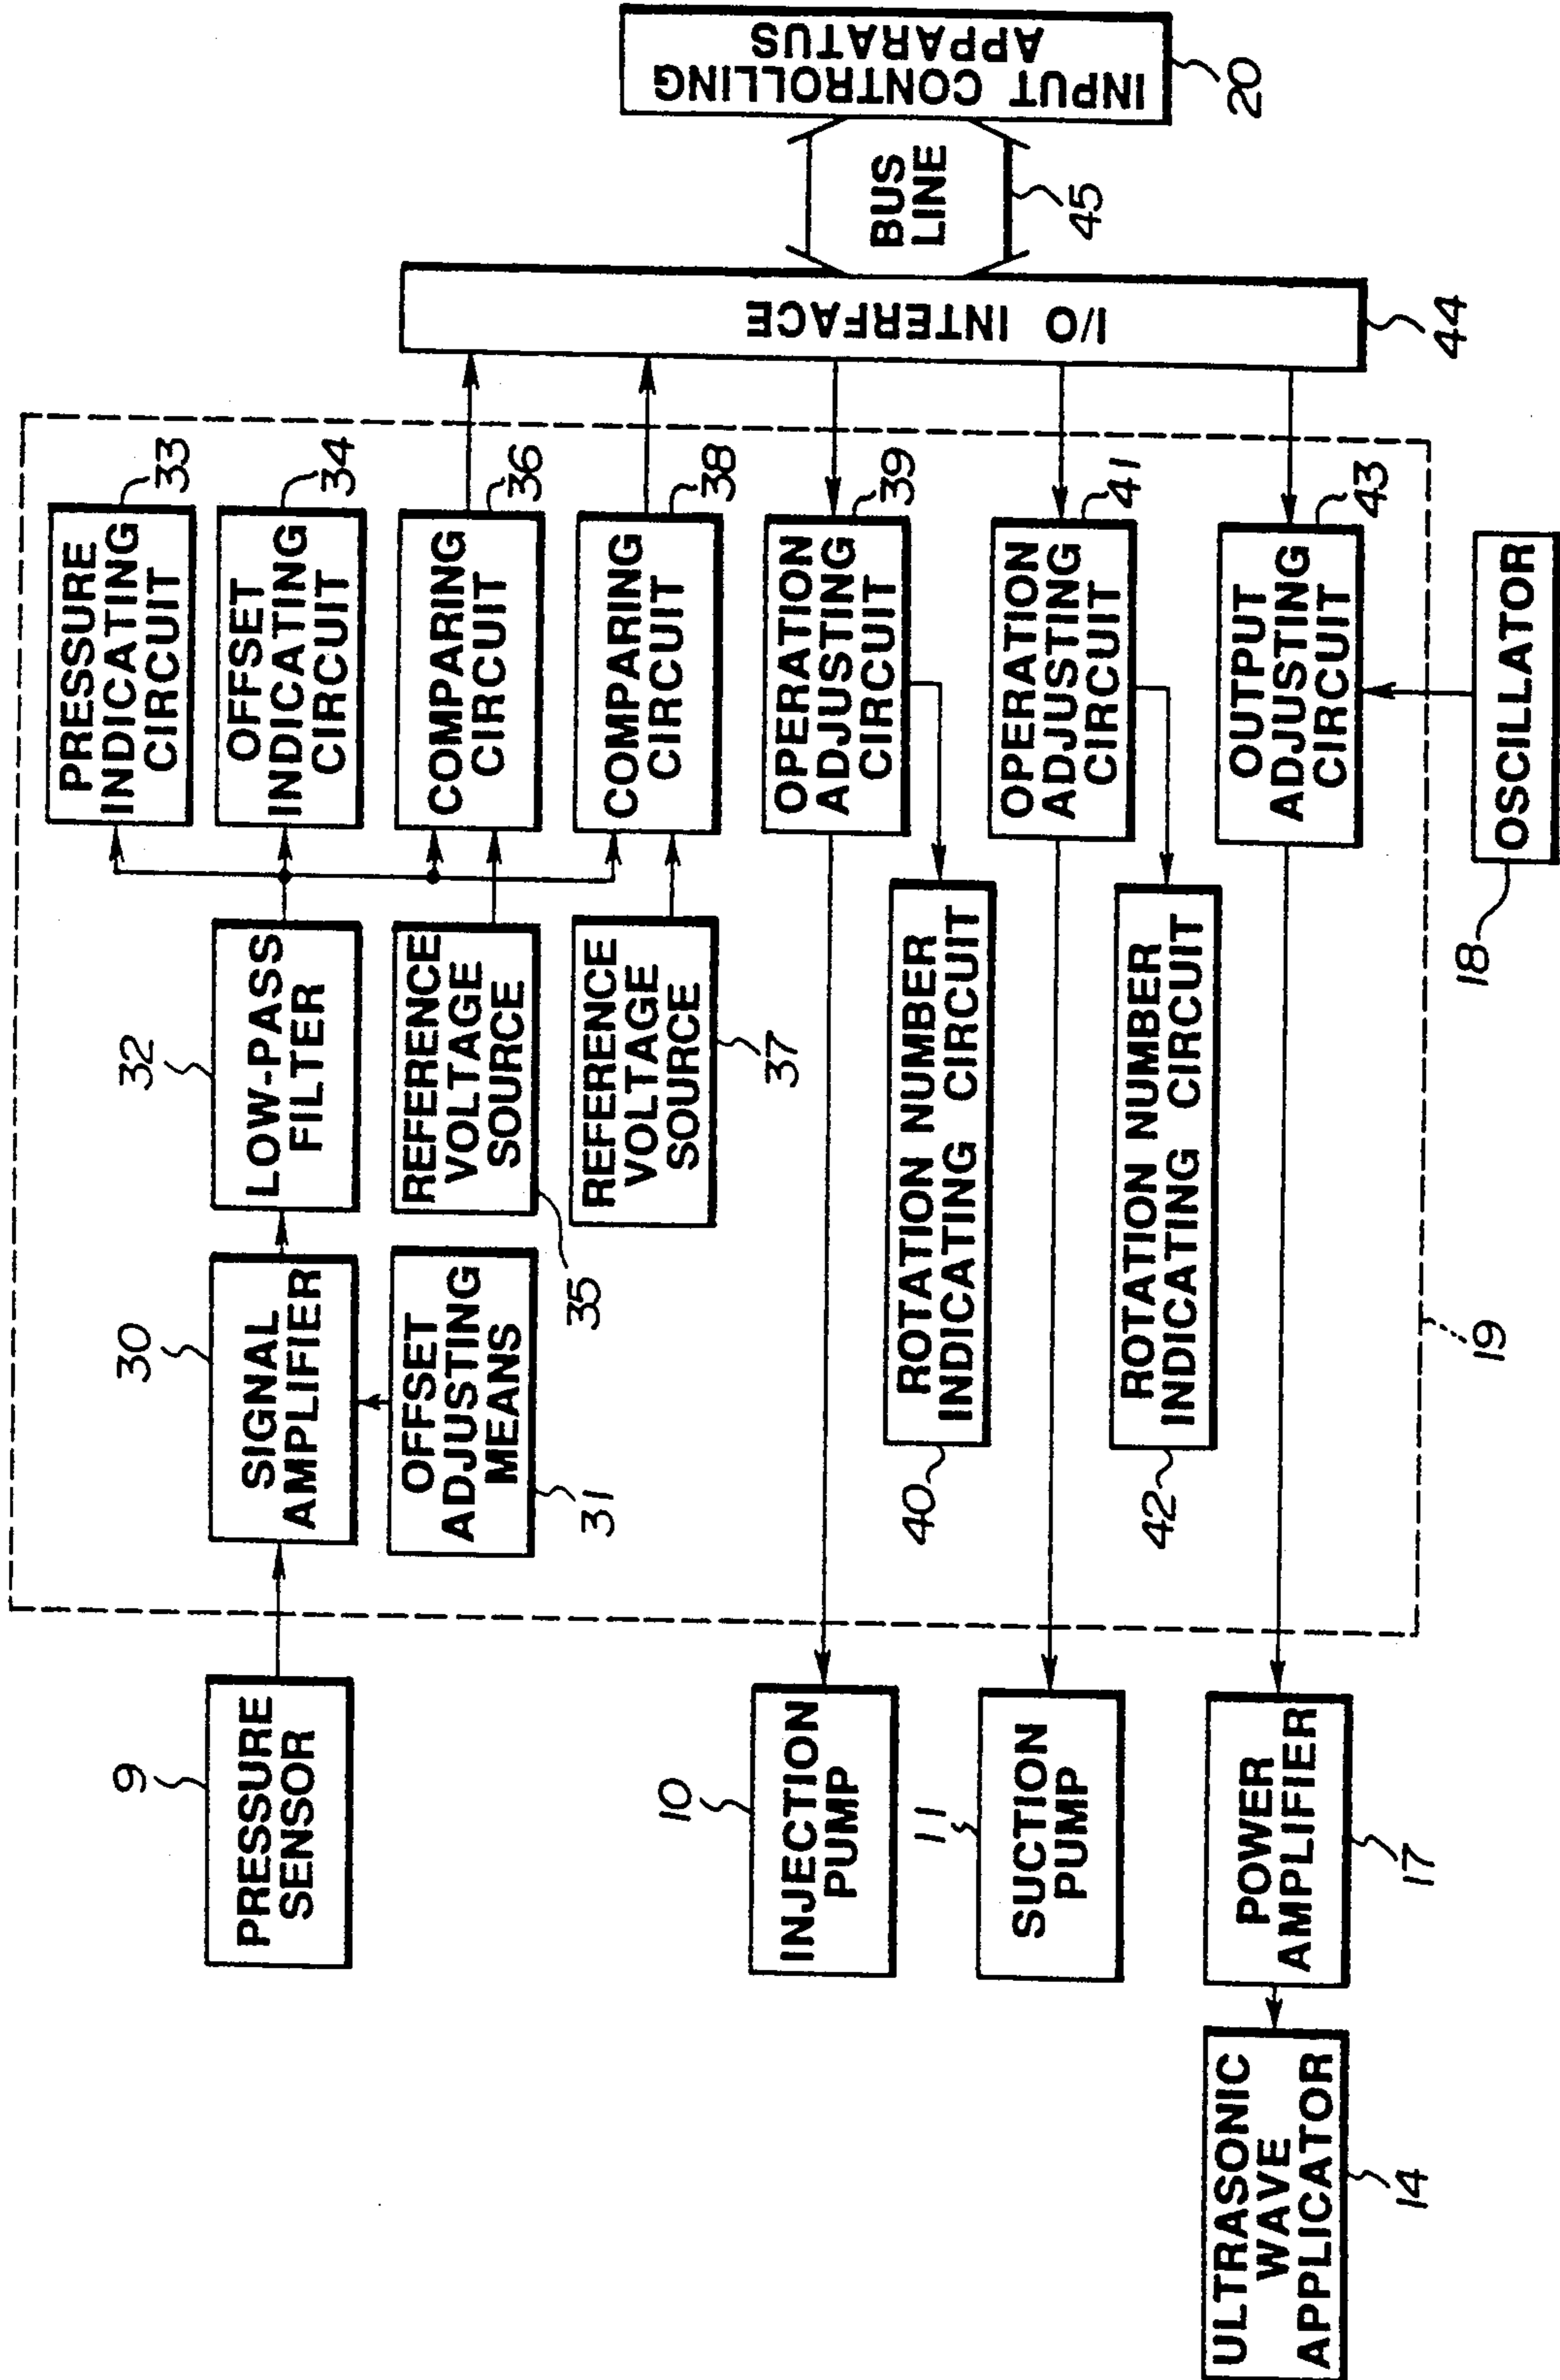 9
PRESSURE
SENSOR
30
SIGNAL
AMPLIFIER
OFFSET
ADJUSTING
MEANS
31
32
LOW-PASS
FILTER
REFERENCE
VOLTAGE
SOURCE
35
REFERENCE
VOLTAGE
SOURCE
37
PRESSURE
INDICATING
CIRCUIT
33
OFFSET
INDICATING
CIRCUIT
34
COMPARING
CIRCUIT
36
COMPARING
CIRCUIT
38
10
INJECTION
PUMP
OPERATION
ADJUSTING
CIRCUIT
39
40
ROTATION NUMBER
INDICATING CIRCUIT
11
SUCTION
PUMP
OPERATION
ADJUSTING
CIRCUIT
41
42
ROTATION NUMBER
INDICATING CIRCUIT
ULTRASONIC
WAVE
APPLICATOR
14
POWER
AMPLIFIER
17
OUTPUT
ADJUSTING
CIRCUIT
43
19
18
OSCILLATOR
I/O INTERFACE
44
BUS
LINE
45
INPUT CONTROLLING
APPARATUS
20